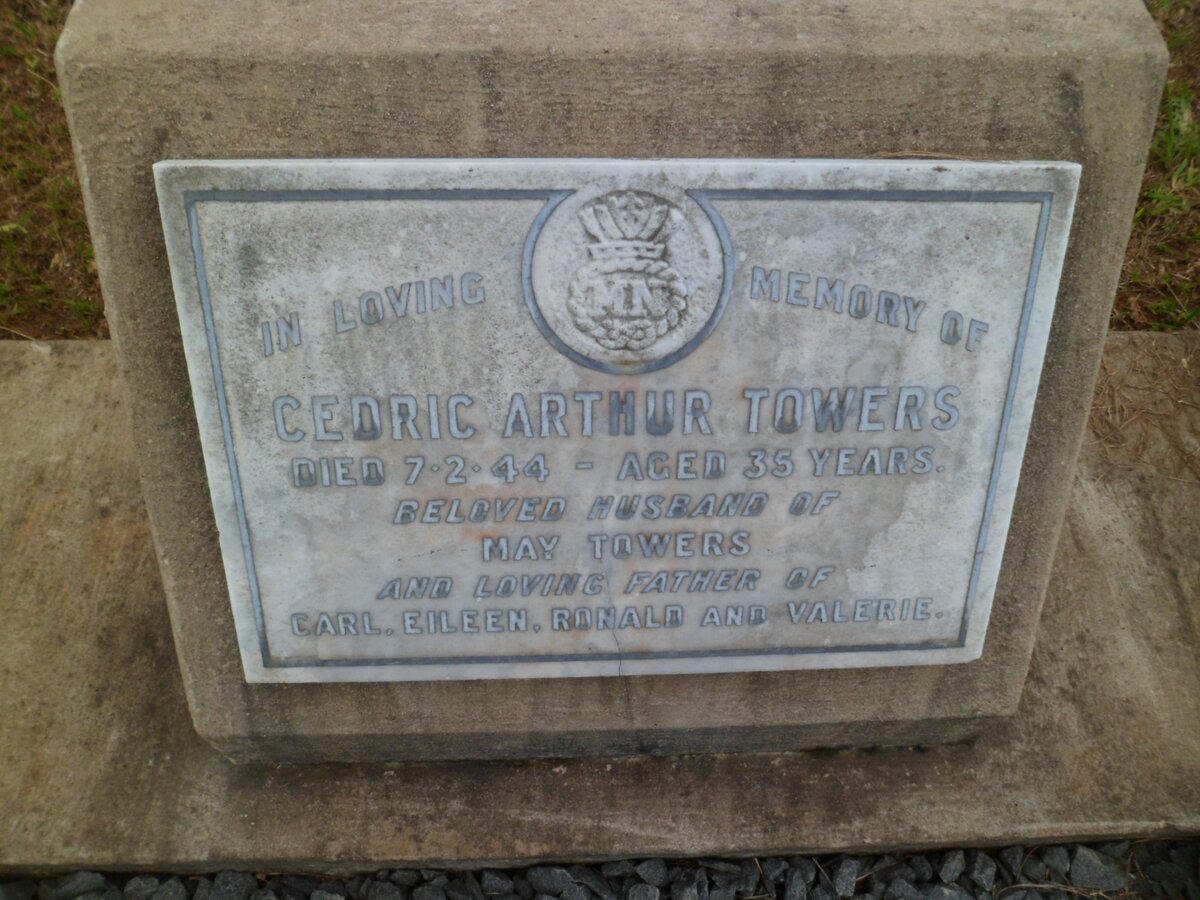 MN
IN LOVING MEMORY OF
CEDRIC ARTHUR TOWERS
DIED 7·2·44 - AGED 35 YEARS.
BELOVED HUSBAND OF
MAY TOWERS
AND LOVING FATHER OF
CARL, EILEEN, RONALD AND VALERIE.